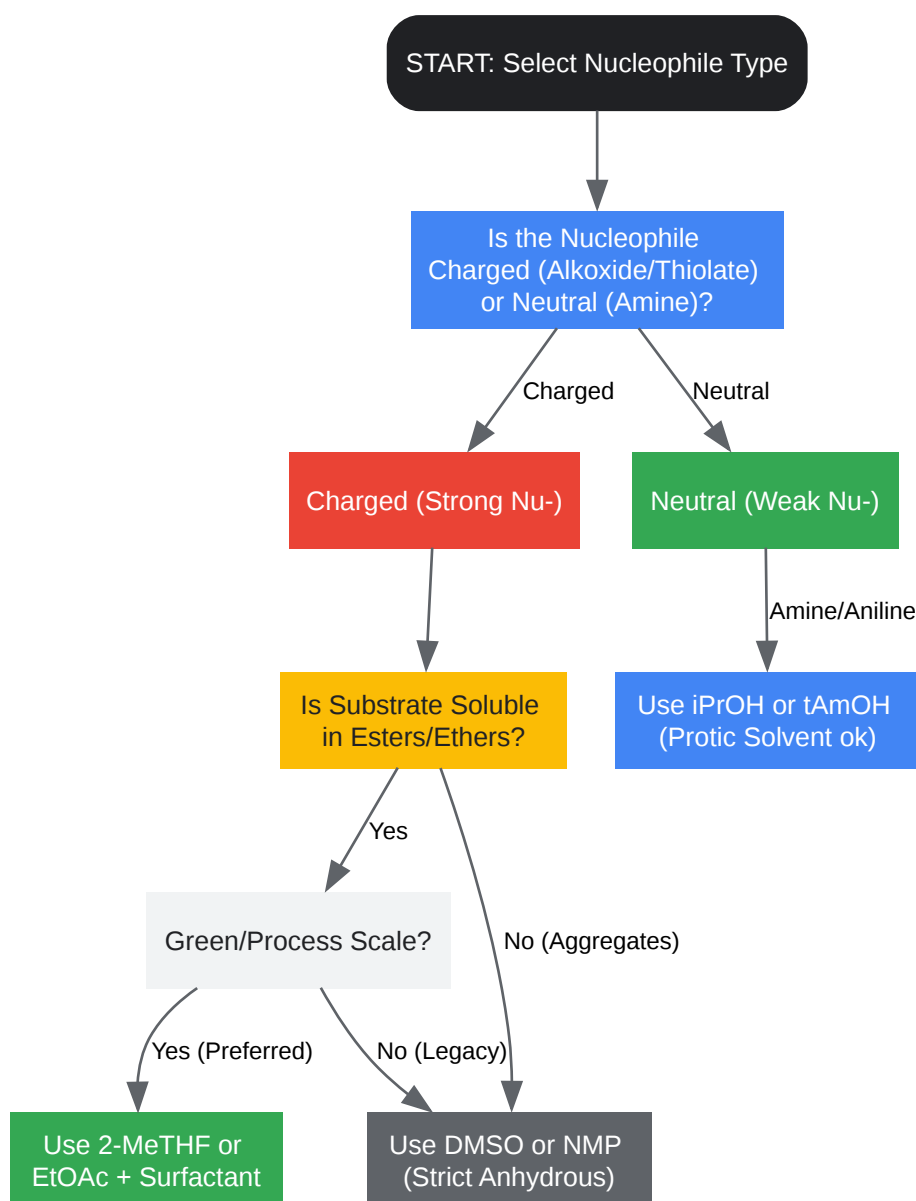 START: Select Nucleophile Type
Is the Nucleophile
Charged (Alkoxide/Thiolate)
or Neutral (Amine)?
Charged
Neutral
Charged (Strong Nu-)
Neutral (Weak Nu-)
Amine/Aniline
Is Substrate Soluble
in Esters/Ethers?
Use iPrOH or tAmOH
(Protic Solvent ok)
Yes
No (Aggregates)
Green/Process Scale?
Yes (Preferred)
No (Legacy)
Use 2-MeTHF or
EtOAc + Surfactant
Use DMSO or NMP
(Strict Anhydrous)